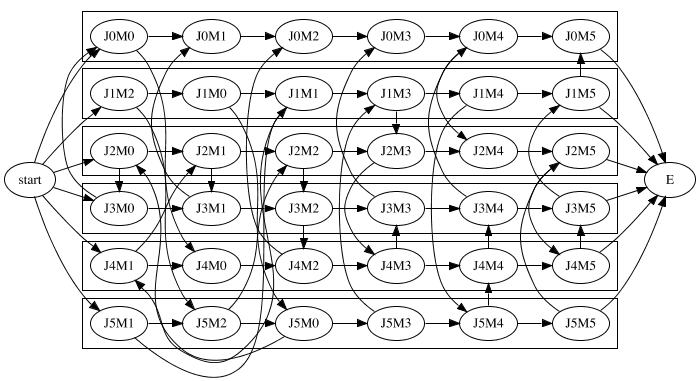 J0M0 J0M1 J0M2 J0M3 J0M4 J0M5
J1M2 J1M0 J1M1 J1M3 J1M4 J1M5
J2M0 J2M1 J2M2 J2M3 J2M4 J2M5
start E
J3M0 J3M1 J3M2 J3M3 J3M4 J3M5
J4M1 J4M0 J4M2 J4M3 J4M4 J4M5
J5M1 J5M2 J5M0 J5M3 J5M4 J5M5